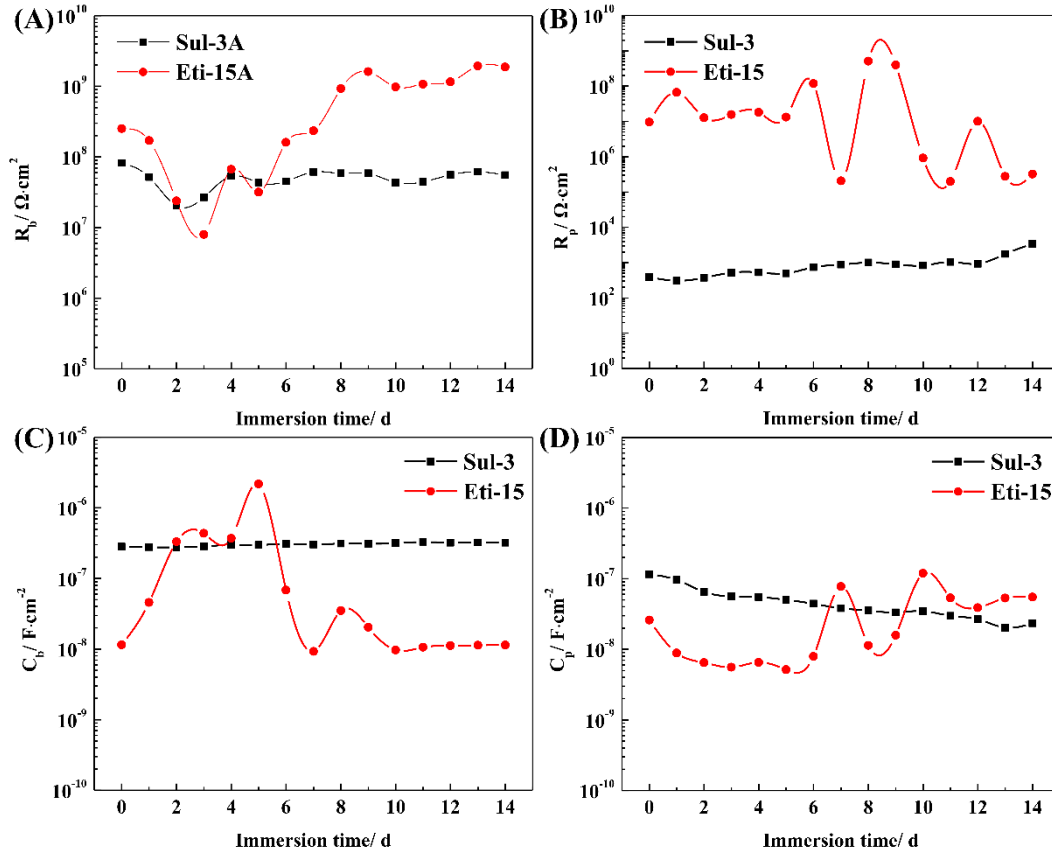 (A)
Sul-3A
Eti-15A
10^10
10^9
10^8
10^7
10^6
10^5
R_b/ Ω·cm^2
0 2 4 6 8 10 12 14
Immersion time/ d
(B)
Sul-3
Eti-15
10^10
10^8
10^6
10^4
10^2
10^0
R_p/ Ω·cm^2
0 2 4 6 8 10 12 14
Immersion time/ d
(C)
Sul-3
Eti-15
10^-5
10^-6
10^-7
10^-8
10^-9
10^-10
C_b/ F·cm^-2
0 2 4 6 8 10 12 14
Immersion time/ d
(D)
Sul-3
Eti-15
10^-5
10^-6
10^-7
10^-8
10^-9
10^-10
C_p/ F·cm^-2
0 2 4 6 8 10 12 14
Immersion time/ d